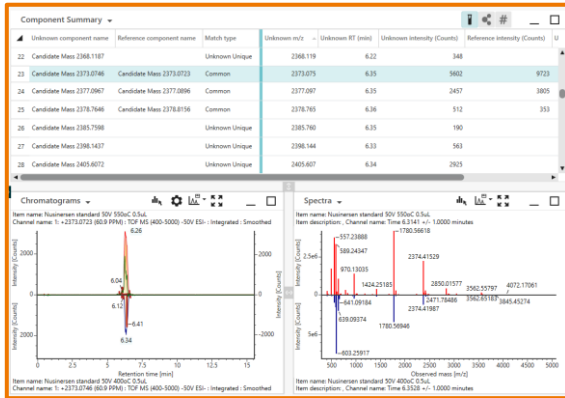 Component Summary
#
Unknown component name Reference component name Match type Unknown m/z Unknown RT (min) Unknown intensity (Counts) Reference intensity (Counts) U
22 Candidate Mass 2368.1187 Unknown Unique 2368.119 6.22 348
23 Candidate Mass 2373.0746 Candidate Mass 2373.0723 Common 2373.075 6.35 5602 9723
24 Candidate Mass 2377.0967 Candidate Mass 2377.0896 Common 2377.097 6.35 2457 3805
25 Candidate Mass 2378.7646 Candidate Mass 2378.8156 Common 2378.765 6.36 512 353
26 Candidate Mass 2385.7598 Unknown Unique 2385.760 6.35 190
27 Candidate Mass 2398.1437 Unknown Unique 2398.144 6.33 563
28 Candidate Mass 2405.6072 Unknown Unique 2405.607 6.34 2925
Chromatograms
Item name: Nusinersen standard 50V 550oC 0.5uL
Channel name: 1: +2373.0723 (60.9 PPM) : TOF MS (400-5000) -50V ESI- : Integrated : Smoothed
Intensity [Counts]
Intensity [Counts]
2000
0
2000
6.26
6.04
6.12
6.41
6.34
2000
0
0 2.5 5 7.5 10 12.5 15
Retention time [min]
Item name: Nusinersen standard 50V 400oC 0.5uL
Channel name: 1: +2373.0746 (60.9 PPM) : TOF MS (400-5000) -50V ESI- : Integrated : Smoothed
Spectra
Item name: Nusinersen standard 50V 550oC 0.5uL
Item description: , Channel name: Time 6.3141 +/- 1.0000 minutes
Intensity [Counts]
Intensity [Counts]
2.5e6
0
5e6
1780.56618
557.23888
589.24347
970.13035
1424.25185
2374.41529
2850.01577
3562.55797
4072.17061
641.09184
639.09374
603.25917
1780.56946
2374.41987
2471.78486
3562.65187
3845.45274
500 1000 1500 2000 2500 3000 3500 4000 4500 5000
Observed mass [m/z]
Item name: Nusinersen standard 50V 400oC 0.5uL
Item description: , Channel name: Time 6.3528 +/- 1.0000 minutes